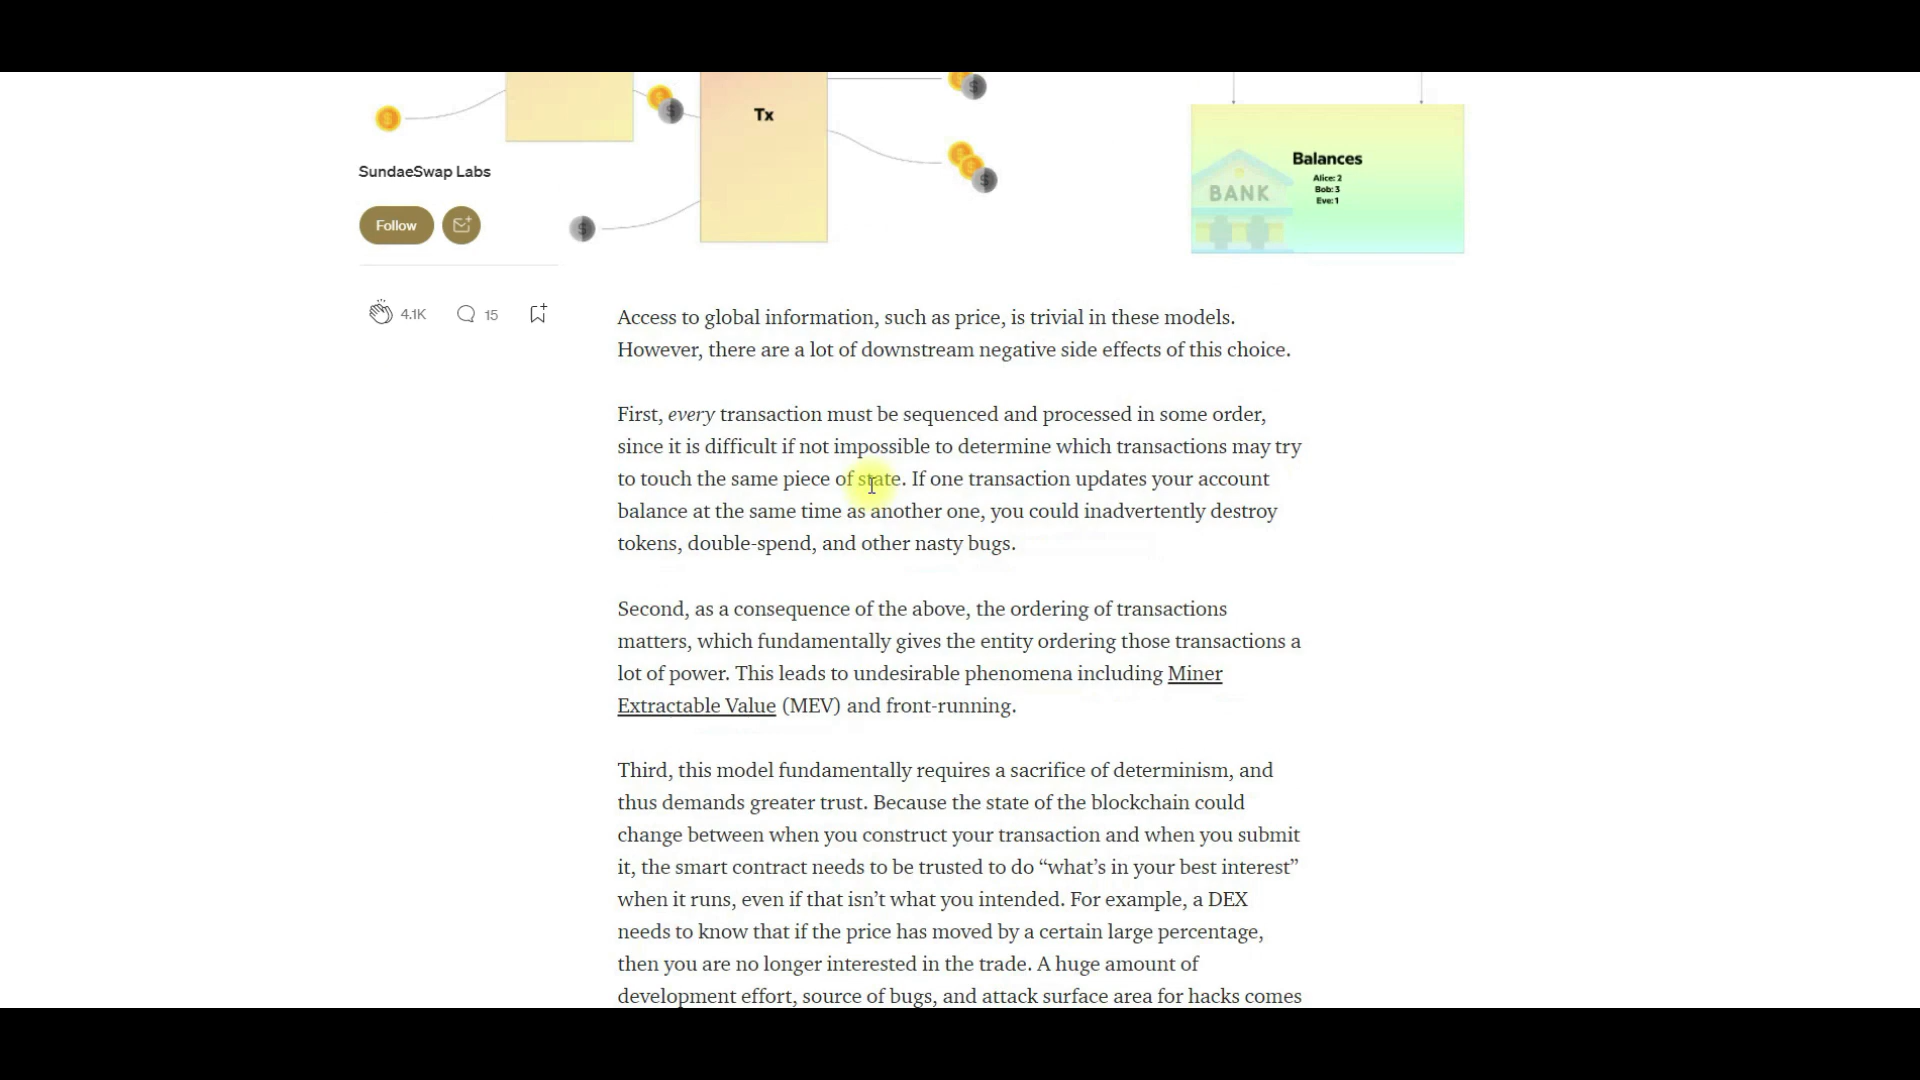 Tx
Balances
Alice: 2
Bob: 3
Eve: 1
BANK
SundaeSwap Labs
Follow
4.1K 15
Access to global information, such as price, is trivial in these models.
However, there are a lot of downstream negative side effects of this choice.
First, every transaction must be sequenced and processed in some order,
since it is difficult if not impossible to determine which transactions may try
to touch the same piece of state. If one transaction updates your account
balance at the same time as another one, you could inadvertently destroy
tokens, double-spend, and other nasty bugs.
Second, as a consequence of the above, the ordering of transactions
matters, which fundamentally gives the entity ordering those transactions a
lot of power. This leads to undesirable phenomena including Miner
Extractable Value (MEV) and front-running.
Third, this model fundamentally requires a sacrifice of determinism, and
thus demands greater trust. Because the state of the blockchain could
change between when you construct your transaction and when you submit
it, the smart contract needs to be trusted to do “what’s in your best interest”
when it runs, even if that isn’t what you intended. For example, a DEX
needs to know that if the price has moved by a certain large percentage,
then you are no longer interested in the trade. A huge amount of
development effort, source of bugs, and attack surface area for hacks comes